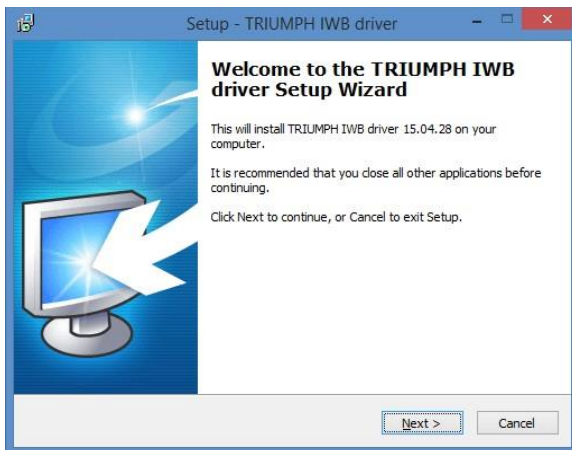 Setup - TRIUMPH IWB driver
Welcome to the TRIUMPH IWB
driver Setup Wizard
This will install TRIUMPH IWB driver 15.04.28 on your
computer.
It is recommended that you close all other applications before
continuing.
Click Next to continue, or Cancel to exit Setup.
Next >
Cancel